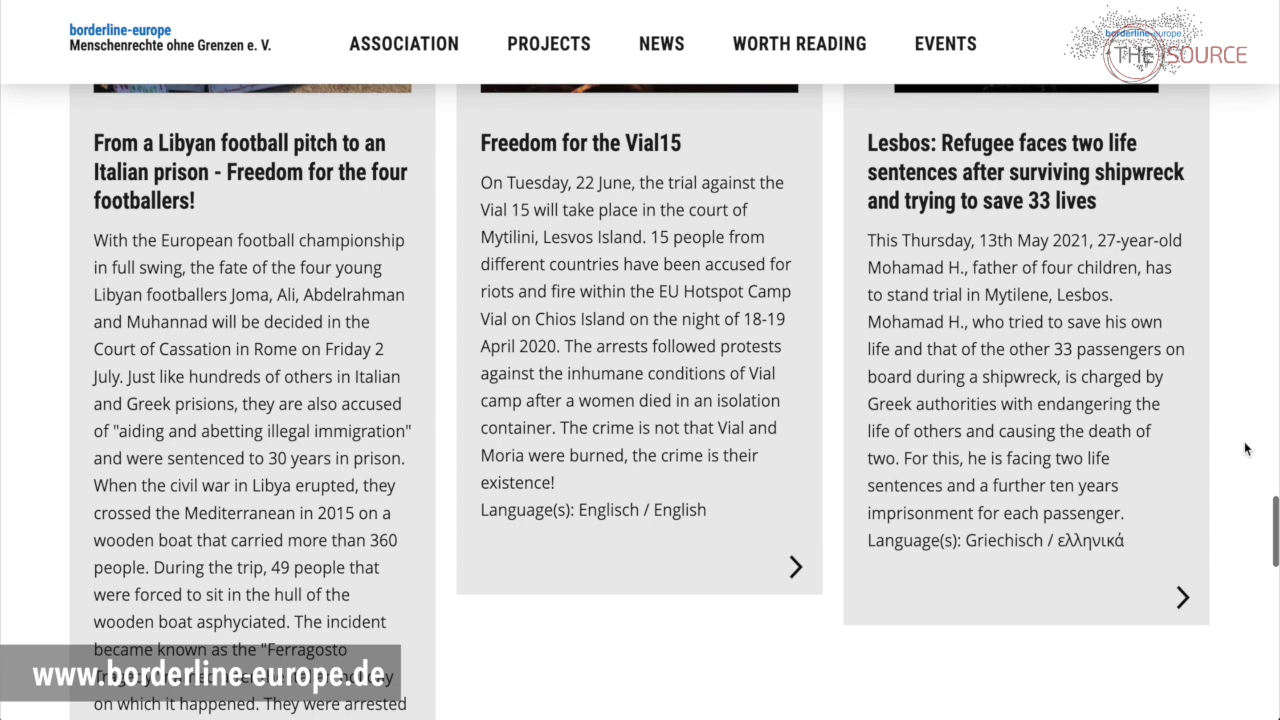 borderline-europe
Menschenrechte ohne Grenzen e. V.
ASSOCIATION
PROJECTS
NEWS
WORTH READING
EVENTS
borderline-europe
THE SOURCE
From a Libyan football pitch to an
Italian prison - Freedom for the four
footballers!
With the European football championship
in full swing, the fate of the four young
Libyan footballers Joma, Ali, Abdelrahman
and Muhannad will be decided in the
Court of Cassation in Rome on Friday 2
July. Just like hundreds of others in Italian
and Greek prisions, they are also accused
of "aiding and abetting illegal immigration"
and were sentenced to 30 years in prison.
When the civil war in Libya erupted, they
crossed the Mediterranean in 2015 on a
wooden boat that carried more than 360
people. During the trip, 49 people that
were forced to sit in the hull of the
wooden boat asphyciated. The incident
became known as the "Ferragosto
on which it happened. They were arrested
Freedom for the Vial15
On Tuesday, 22 June, the trial against the
Vial 15 will take place in the court of
Mytilini, Lesvos Island. 15 people from
different countries have been accused for
riots and fire within the EU Hotspot Camp
Vial on Chios Island on the night of 18-19
April 2020. The arrests followed protests
against the inhumane conditions of Vial
camp after a women died in an isolation
container. The crime is not that Vial and
Moria were burned, the crime is their
existence!
Language(s): Englisch / English
Lesbos: Refugee faces two life
sentences after surviving shipwreck
and trying to save 33 lives
This Thursday, 13th May 2021, 27-year-old
Mohamad H., father of four children, has
to stand trial in Mytilene, Lesbos.
Mohamad H., who tried to save his own
life and that of the other 33 passengers on
board during a shipwreck, is charged by
Greek authorities with endangering the
life of others and causing the death of
two. For this, he is facing two life
sentences and a further ten years
imprisonment for each passenger.
Language(s): Griechisch / ελληνικά
www.borderline-europe.de